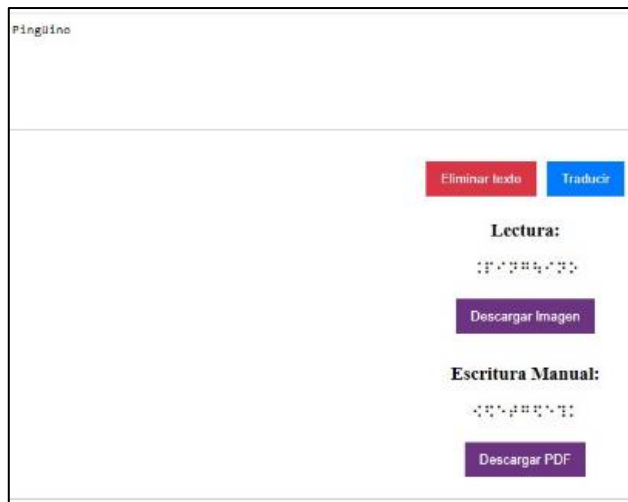 Pingüino
Eliminar texto
Traducir
Lectura:
Descargar Imagen
Escritura Manual:
Descargar PDF